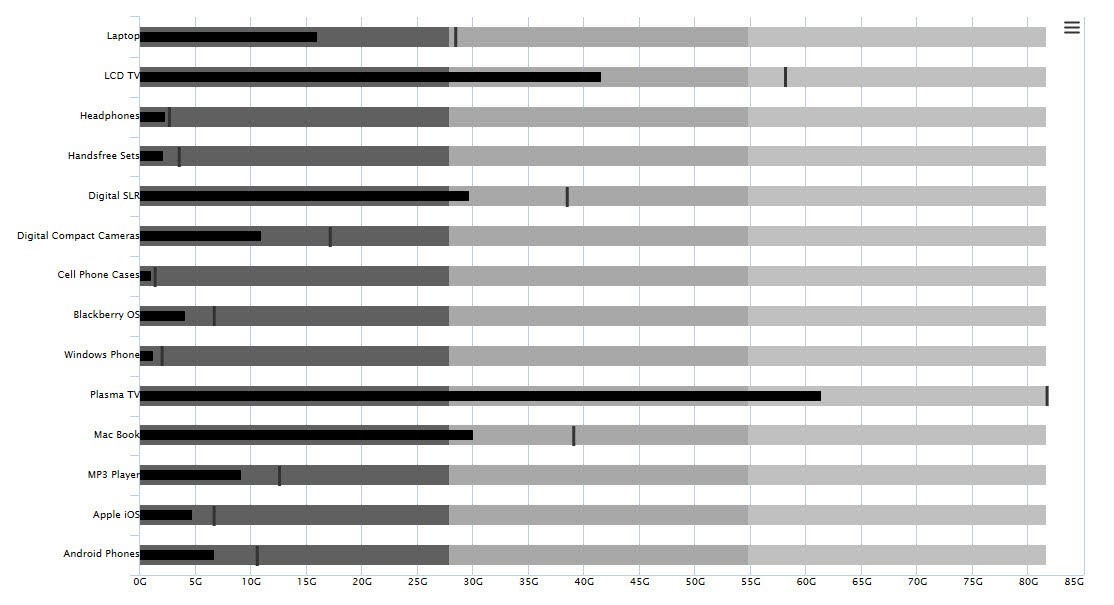 Laptop
LCD TV
Headphones
Handsfree Sets
Digital SLR
Digital Compact Cameras
Cell Phone Cases
Blackberry OS
Windows Phone
Plasma TV
Mac Book
MP3 Player
Apple iOS
Android Phones
0G 5G 10G 15G 20G 25G 30G 35G 40G 45G 50G 55G 60G 65G 70G 75G 80G 85G